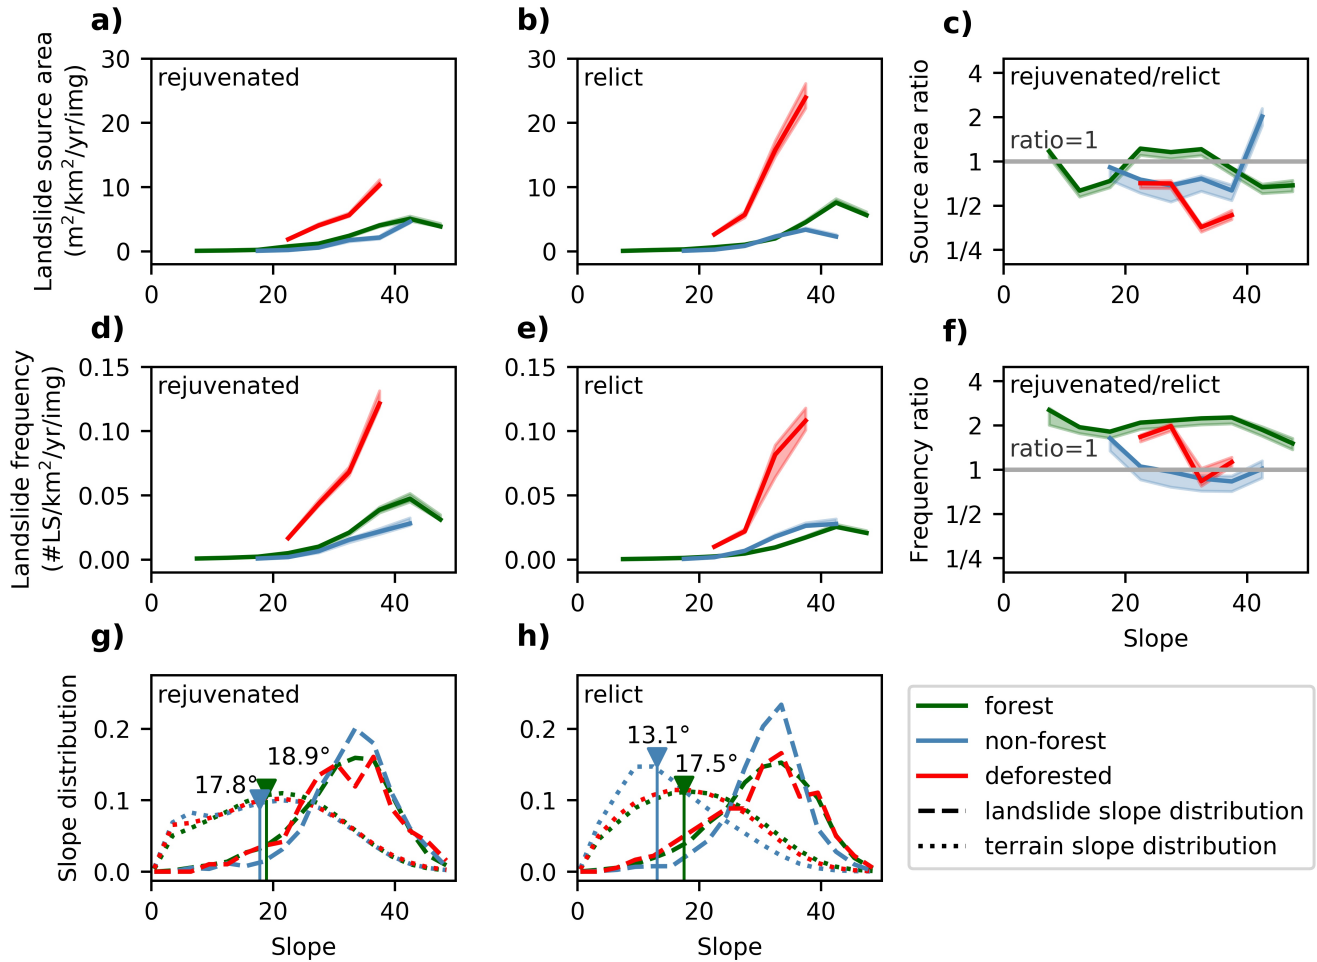 a)
Landslide source area
(m²/km²/yr/img)
30
20
10
0
rejuvenated
0 20 40
b)
30
20
10
0
relict
0 20 40
c)
Source area ratio
4
2
1
1/2
1/4
rejuvenated/relict
ratio=1
0 20 40
d)
Landslide frequency
(#LS/km²/yr/img)
0.15
0.10
0.05
0.00
rejuvenated
0 20 40
e)
0.15
0.10
0.05
0.00
relict
0 20 40
f)
Frequency ratio
4
2
1
1/2
1/4
rejuvenated/relict
ratio=1
0 20 40
Slope
g)
Slope distribution
0.2
0.1
0.0
rejuvenated
18.9°
17.8°
0 20 40
Slope
h)
0.2
0.1
0.0
relict
13.1°
17.5°
0 20 40
Slope
forest
non-forest
deforested
landslide slope distribution
terrain slope distribution